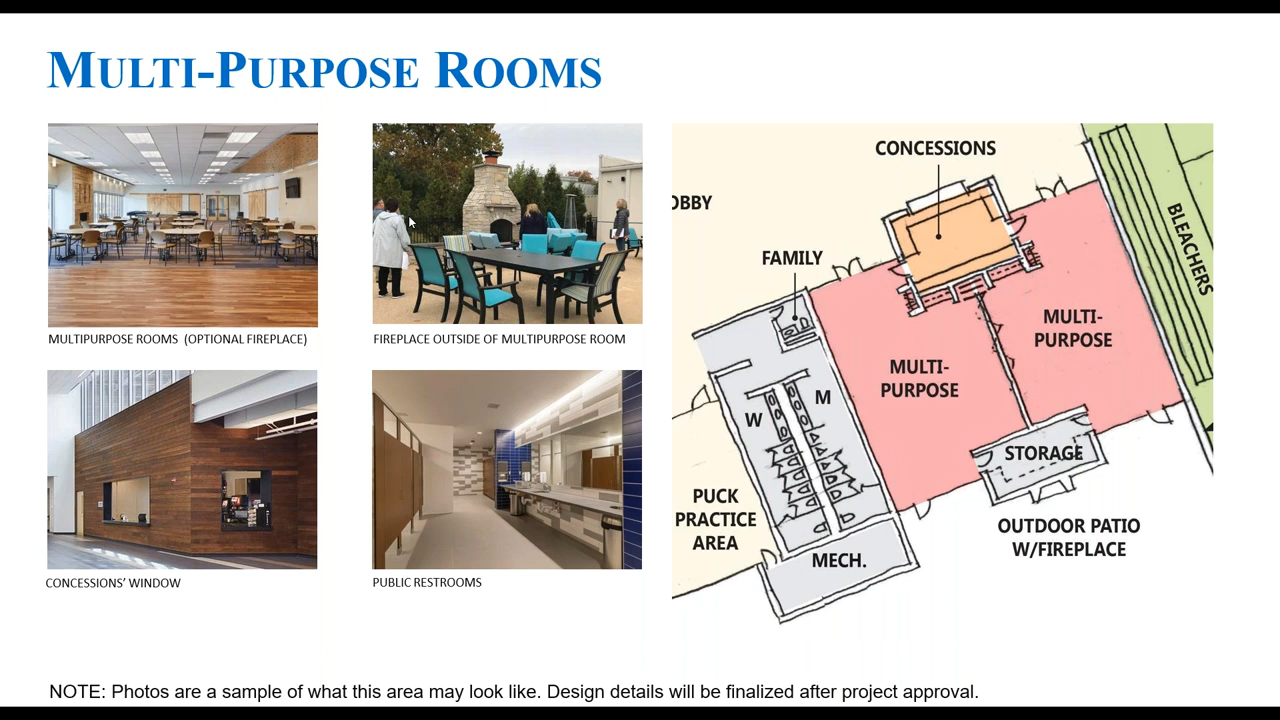 MULTI-PURPOSE ROOMS
MULTIPURPOSE ROOMS (OPTIONAL FIREPLACE)
FIREPLACE OUTSIDE OF MULTIPURPOSE ROOM
CONCESSIONS' WINDOW
PUBLIC RESTROOMS
CONCESSIONS
OBBY
FAMILY
BLEACHERS
MULTI-
PURPOSE
MULTI-
PURPOSE
M
W
STORAGE
PUCK
PRACTICE
AREA
OUTDOOR PATIO
W/FIREPLACE
MECH.
NOTE: Photos are a sample of what this area may look like. Design details will be finalized after project approval.